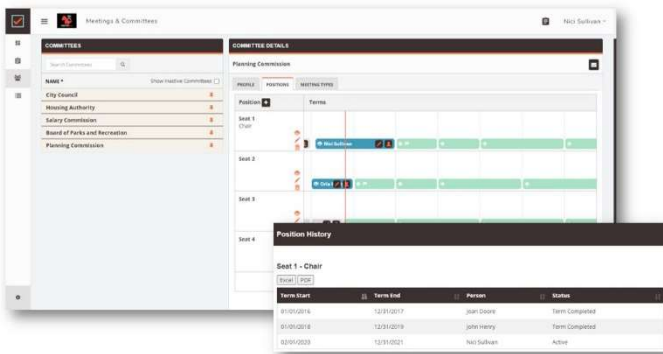 Meetings & Committees
Nici Sullivan
COMMITTEES
Search Committees
NAME
Show Inactive Committees
City Council
Housing Authority
Salary Commission
Board of Parks and Recreation
Planning Commission
COMMITTEE DETAILS
Planning Commission
PROFILE POSITIONS MEETING TYPES
Position Terms
Seat 1
Chair
Nici Sullivan
Seat 2
Seat 3
Seat 4
Position History
Seat 1 - Chair
Excel PDF
Term Start Term End Person Status
01/01/2016 12/31/2017 Joan Doore Term Completed
01/01/2018 12/31/2019 John Henry Term Completed
02/01/2020 12/31/2021 Nici Sullivan Active